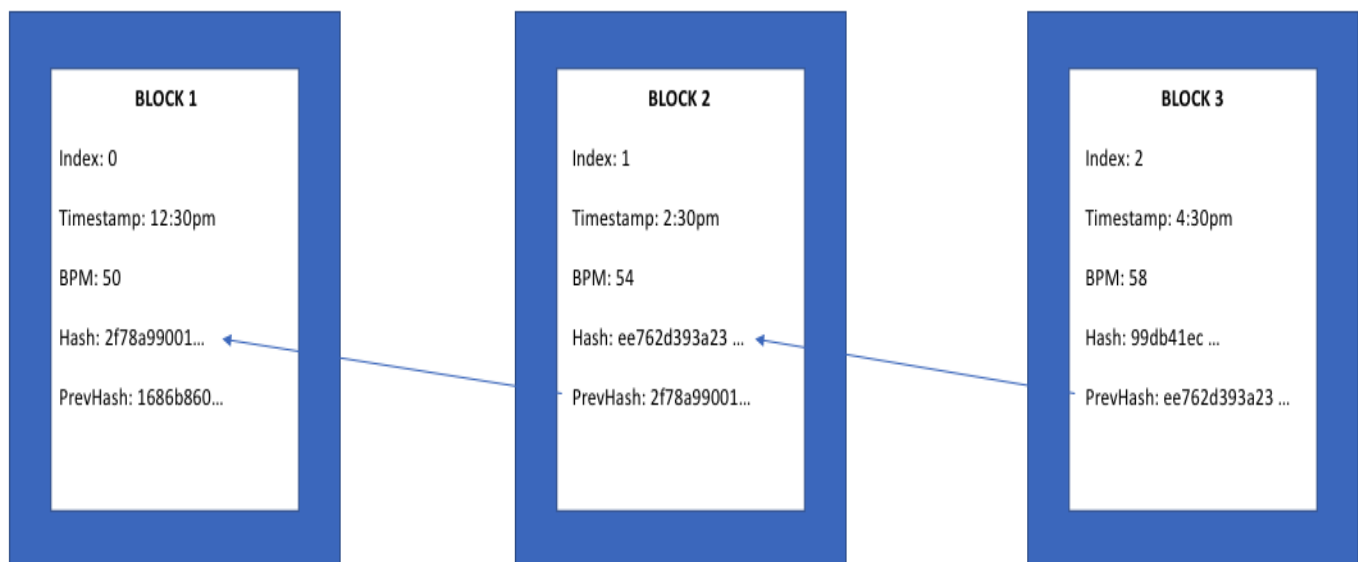 BLOCK 1
Index: 0
Timestamp: 12:30pm
BPM: 50
Hash: 2f78a99001...
PrevHash: 1686b860...
BLOCK 2
Index: 1
Timestamp: 2:30pm
BPM: 54
Hash: ee762d393a23 ...
PrevHash: 2f78a99001...
BLOCK 3
Index: 2
Timestamp: 4:30pm
BPM: 58
Hash: 99db41ec ...
PrevHash: ee762d393a23 ...